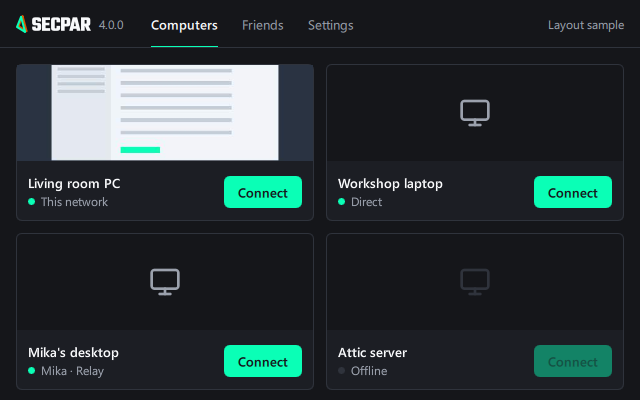 SECPAR 4.0.0 Computers Friends Settings Layout sample
Living room PC
This network
Connect
Workshop laptop
Direct
Connect
Mika's desktop
Mika · Relay
Connect
Attic server
Offline
Connect